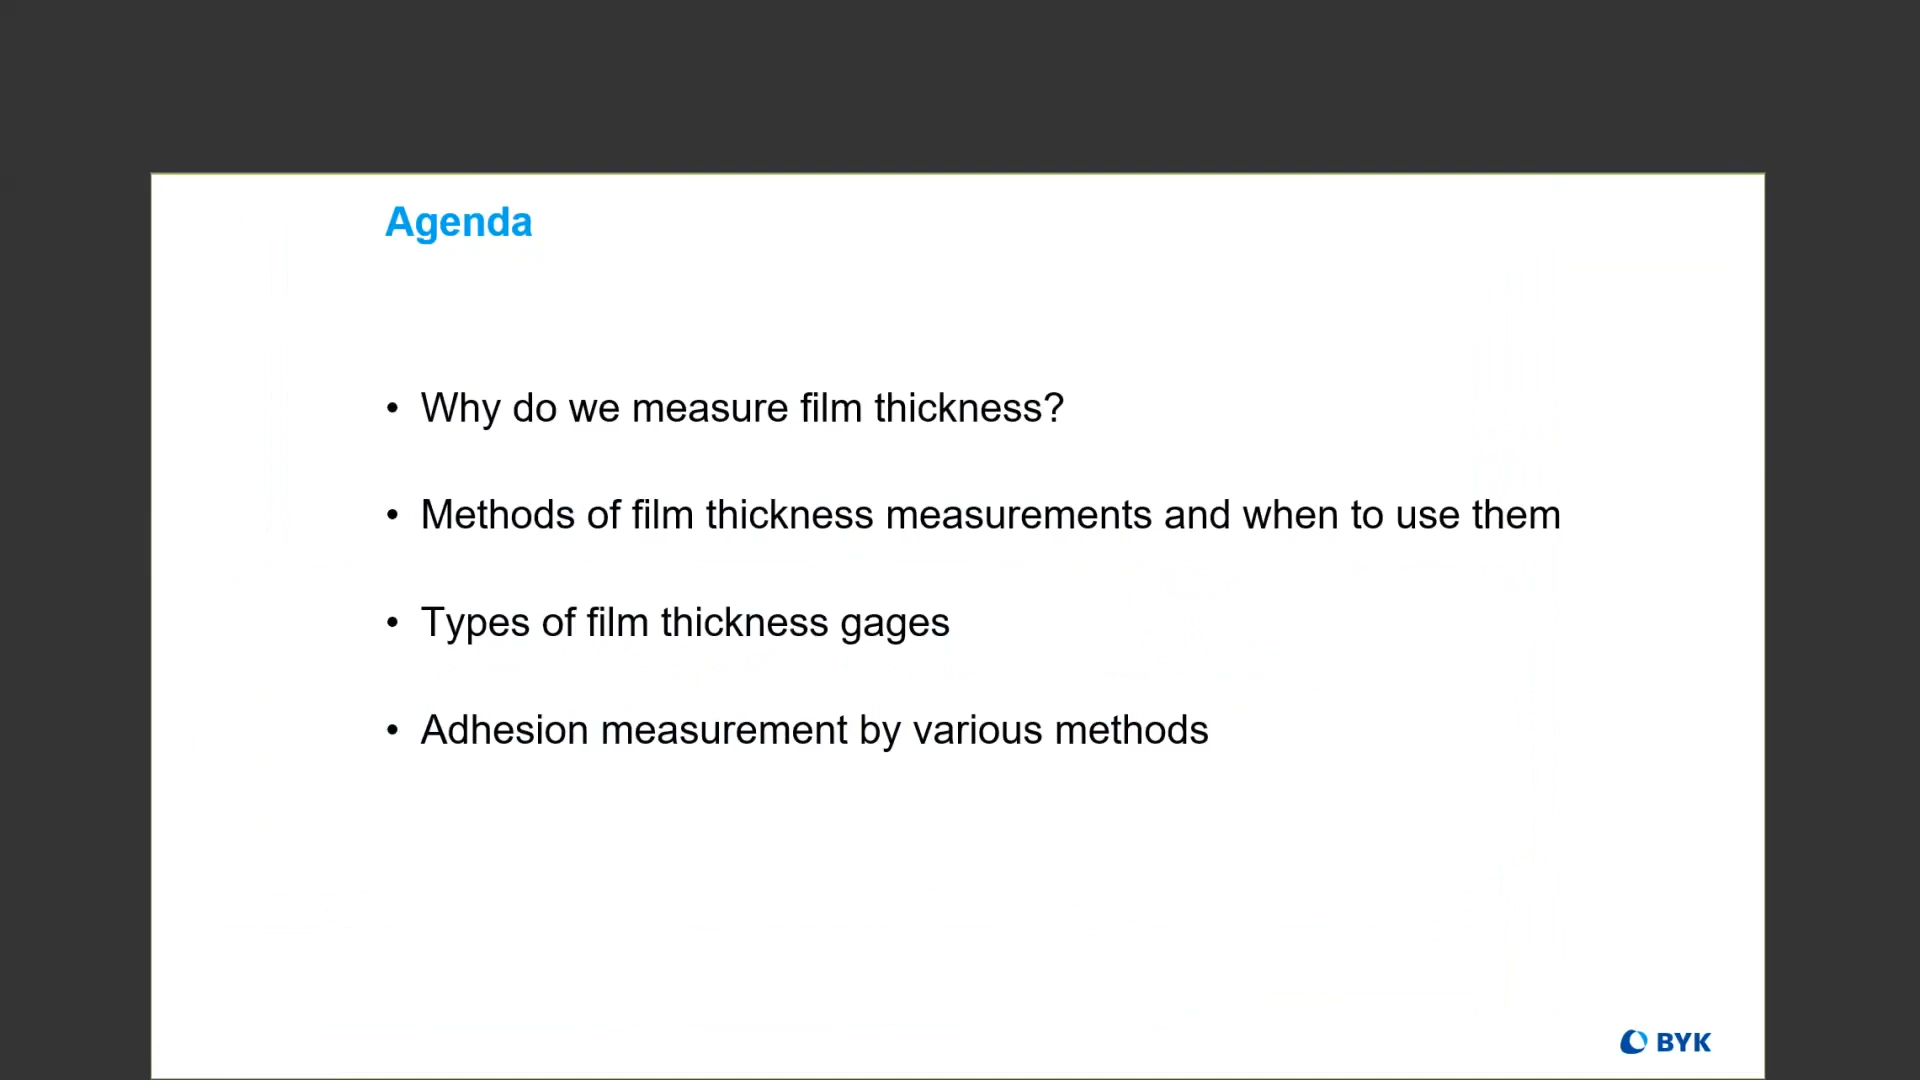 Agenda
• Why do we measure film thickness?
• Methods of film thickness measurements and when to use them
• Types of film thickness gages
• Adhesion measurement by various methods
BYK